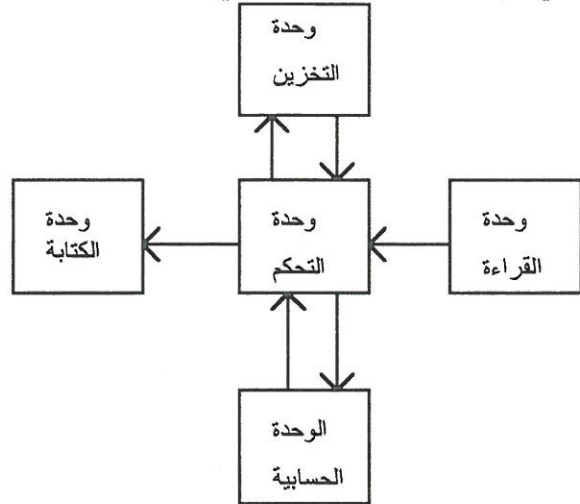 وحدة
التخزين
وحدة
القراءة
وحدة
التحكم
وحدة
الكتابة
الوحدة
الحسابية